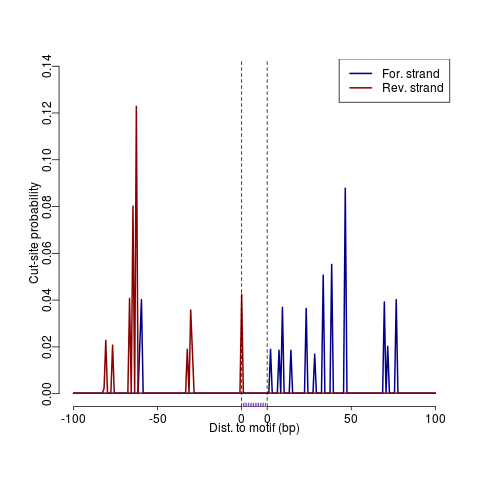 For. strand
Rev. strand
Cut-site probability
0.14
0.12
0.10
0.08
0.06
0.04
0.02
0.00
-100 -50 0 0 50 100
Dist. to motif (bp)